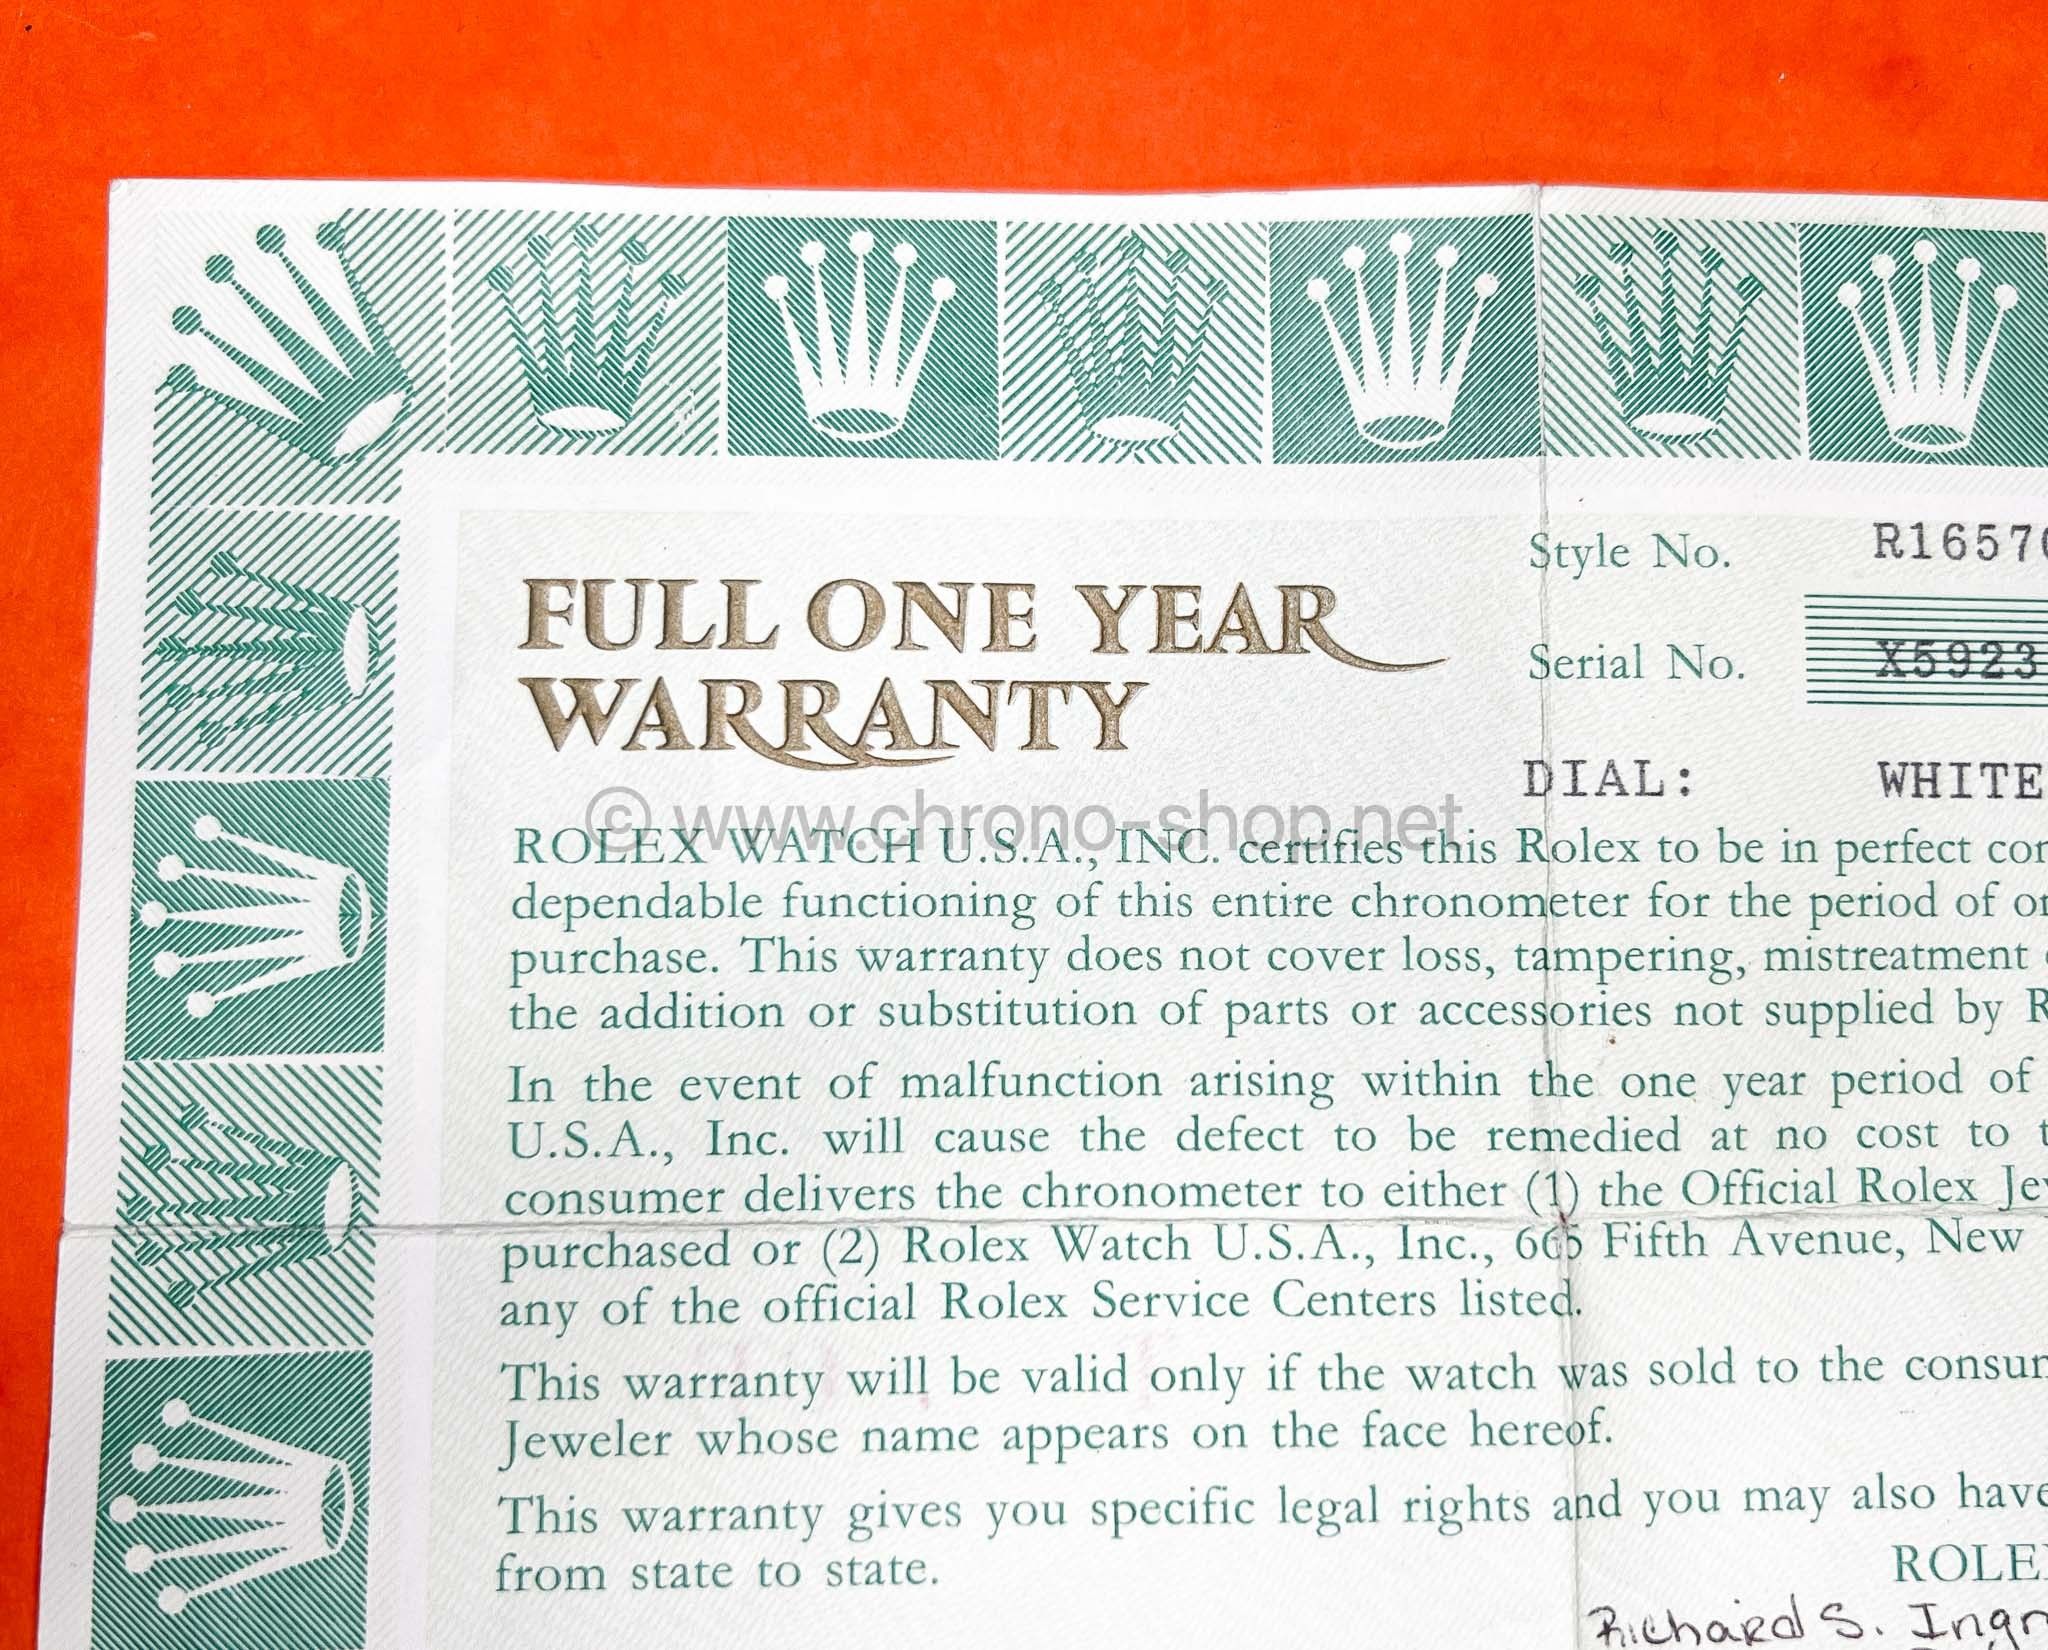 Style No. R1657
FULL ONE YEAR
WARRANTY
Serial No. X5923
DIAL: WHITE
© www.chrono-shop.net
ROLEX WATCH U.S.A., INC. certifies this Rolex to be in perfect con
dependable functioning of this entire chronometer for the period of on
purchase. This warranty does not cover loss, tampering, mistreatment
the addition or substitution of parts or accessories not supplied by R
In the event of malfunction arising within the one year period of
U.S.A., Inc. will cause the defect to be remedied at no cost to t
consumer delivers the chronometer to either (1) the Official Rolex Jew
purchased or (2) Rolex Watch U.S.A., Inc., 665 Fifth Avenue, New
any of the official Rolex Service Centers listed.
This warranty will be valid only if the watch was sold to the consum
Jeweler whose name appears on the face hereof.
This warranty gives you specific legal rights and you may also have
from state to state.
ROLE
Richard S. Ingr